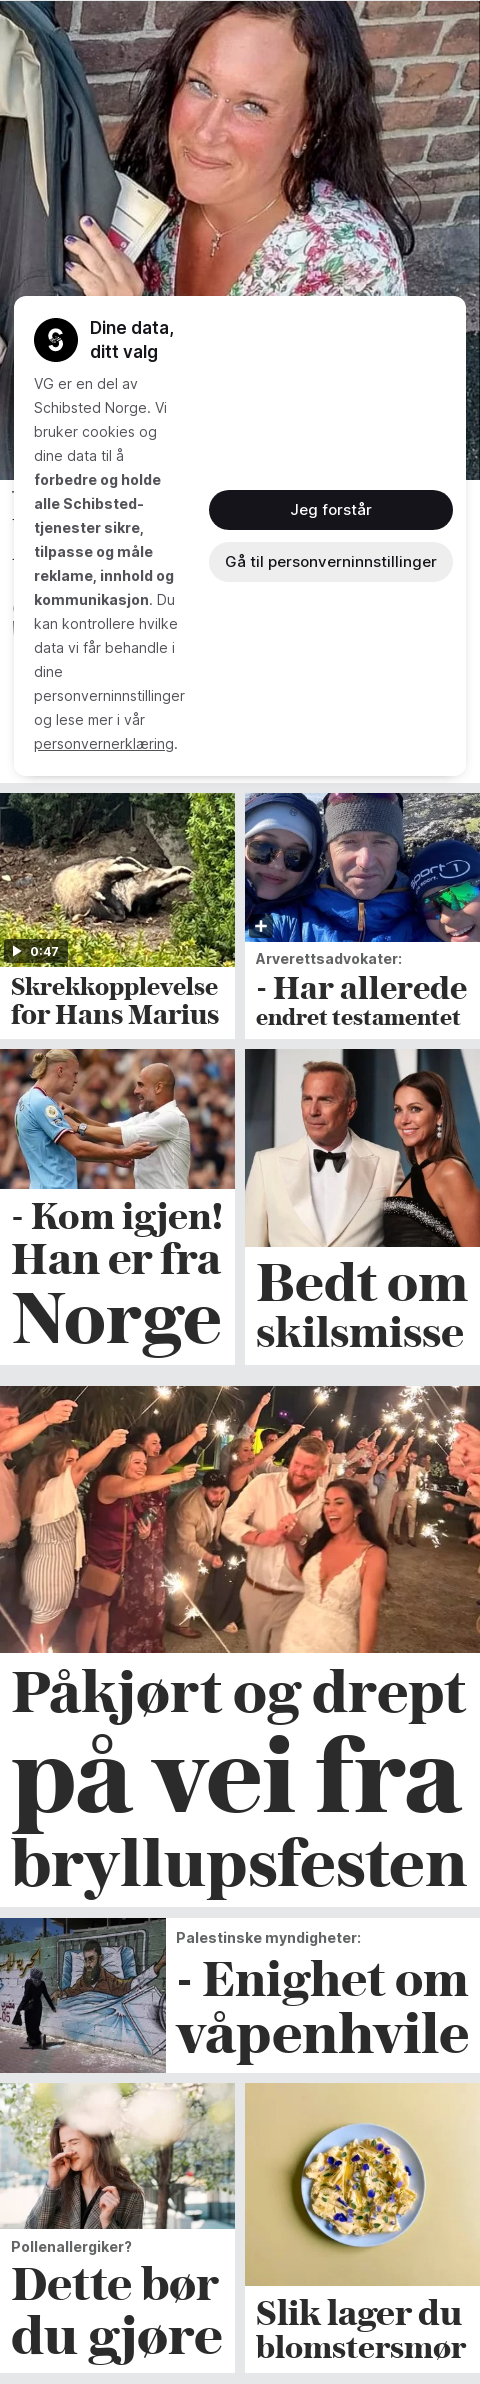 Dine data,
ditt valg
VG er en del av
Schibsted Norge. Vi
bruker cookies og
dine data til å
forbedre og holde
alle Schibsted-
tjenester sikre,
tilpasse og måle
reklame, innhold og
kommunikasjon. Du
kan kontrollere hvilke
data vi får behandle i
dine
personverninnstillinger
og lese mer i vår
personvernerklæring.
Jeg forstår
Gå til personverninnstillinger
0:47
Skrekkopplevelse
for Hans Marius
Arverettsadvokater:
- Har allerede
endret testamentet
- Kom igjen!
Han er fra
Norge
Bedt om
skilsmisse
Påkjørt og drept
på vei fra
bryllupsfesten
Palestinske myndigheter:
- Enighet om
våpenhvile
Pollenallergiker?
Dette bør
du gjøre
Slik lager du
blomstersmør